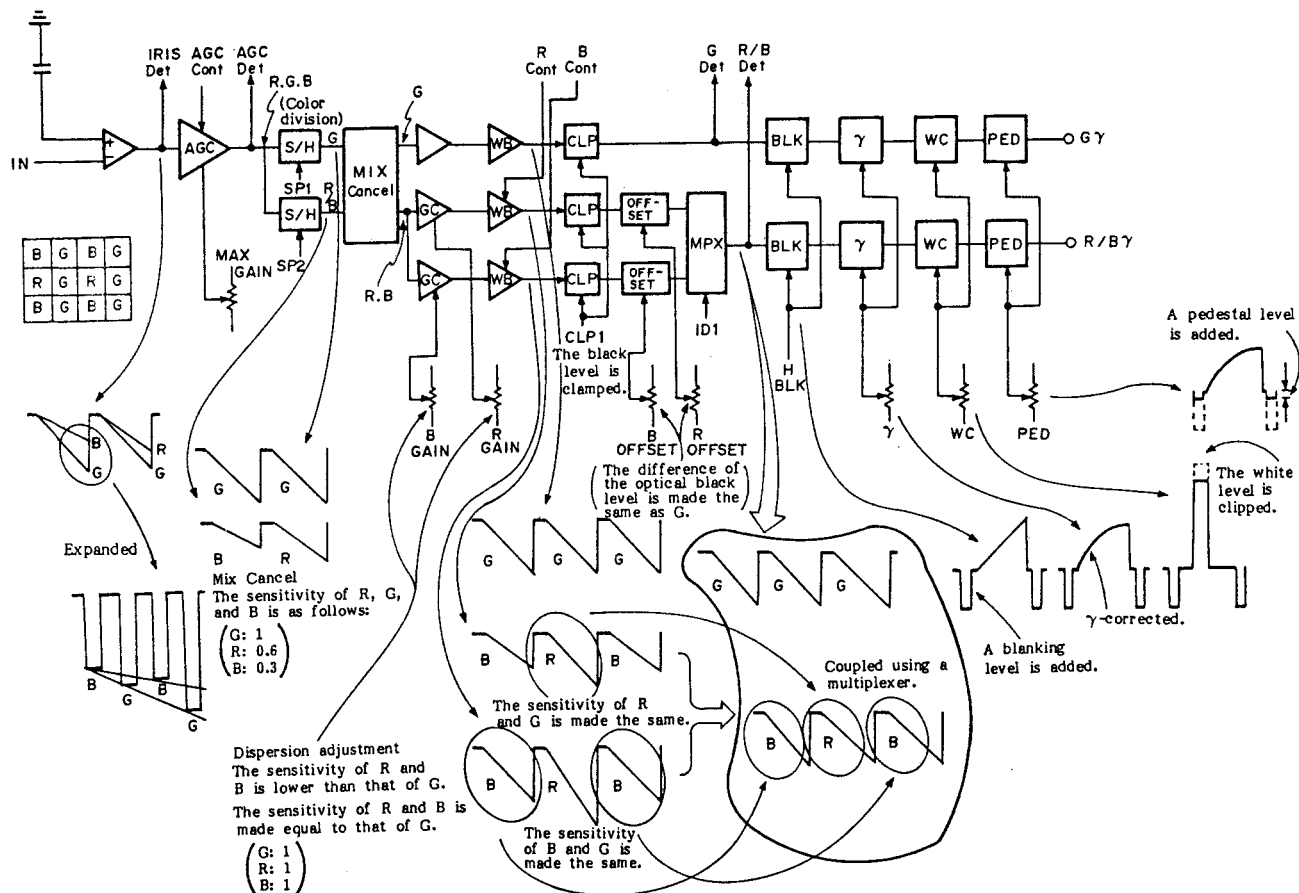 IRIS Det
AGC Cont
AGC Det
R.G.B
(Color division)
G
R Cont
B Cont
G Det
R/B Det
IN
+
−
AGC
S/H
G
SP1
R
B
S/H
SP2
MIX Cancel
R.B
GC
GC
WB
WB
WB
CLP
CLP
CLP
OFF-SET
OFF-SET
MPX
BLK
γ
WC
PED
Gγ
BLK
γ
WC
PED
R/Bγ
MAX GAIN
B G B G
R G R G
B G B G
CLP1
The black level is clamped.
ID1
H BLK
B GAIN
R GAIN
B OFFSET
R OFFSET
γ
WC
PED
(The difference of
the optical black
level is made the
same as G.)
A pedestal level
is added.
The white
level is
clipped.
A blanking
level is added.
γ-corrected.
B
G
R
G
G G
B R
Expanded
B
G
B
G
Mix Cancel
The sensitivity of R, G,
and B is as follows:
(G: 1
R: 0.6
B: 0.3)
Dispersion adjustment
The sensitivity of R and
B is lower than that of G.
The sensitivity of R and B is
made equal to that of G.
(G: 1
R: 1
B: 1)
G G G
B R B
The sensitivity of R
and G is made the same.
B R B
The sensitivity
of B and G is
made the same.
G G G
Coupled using a
multiplexer.
B R B